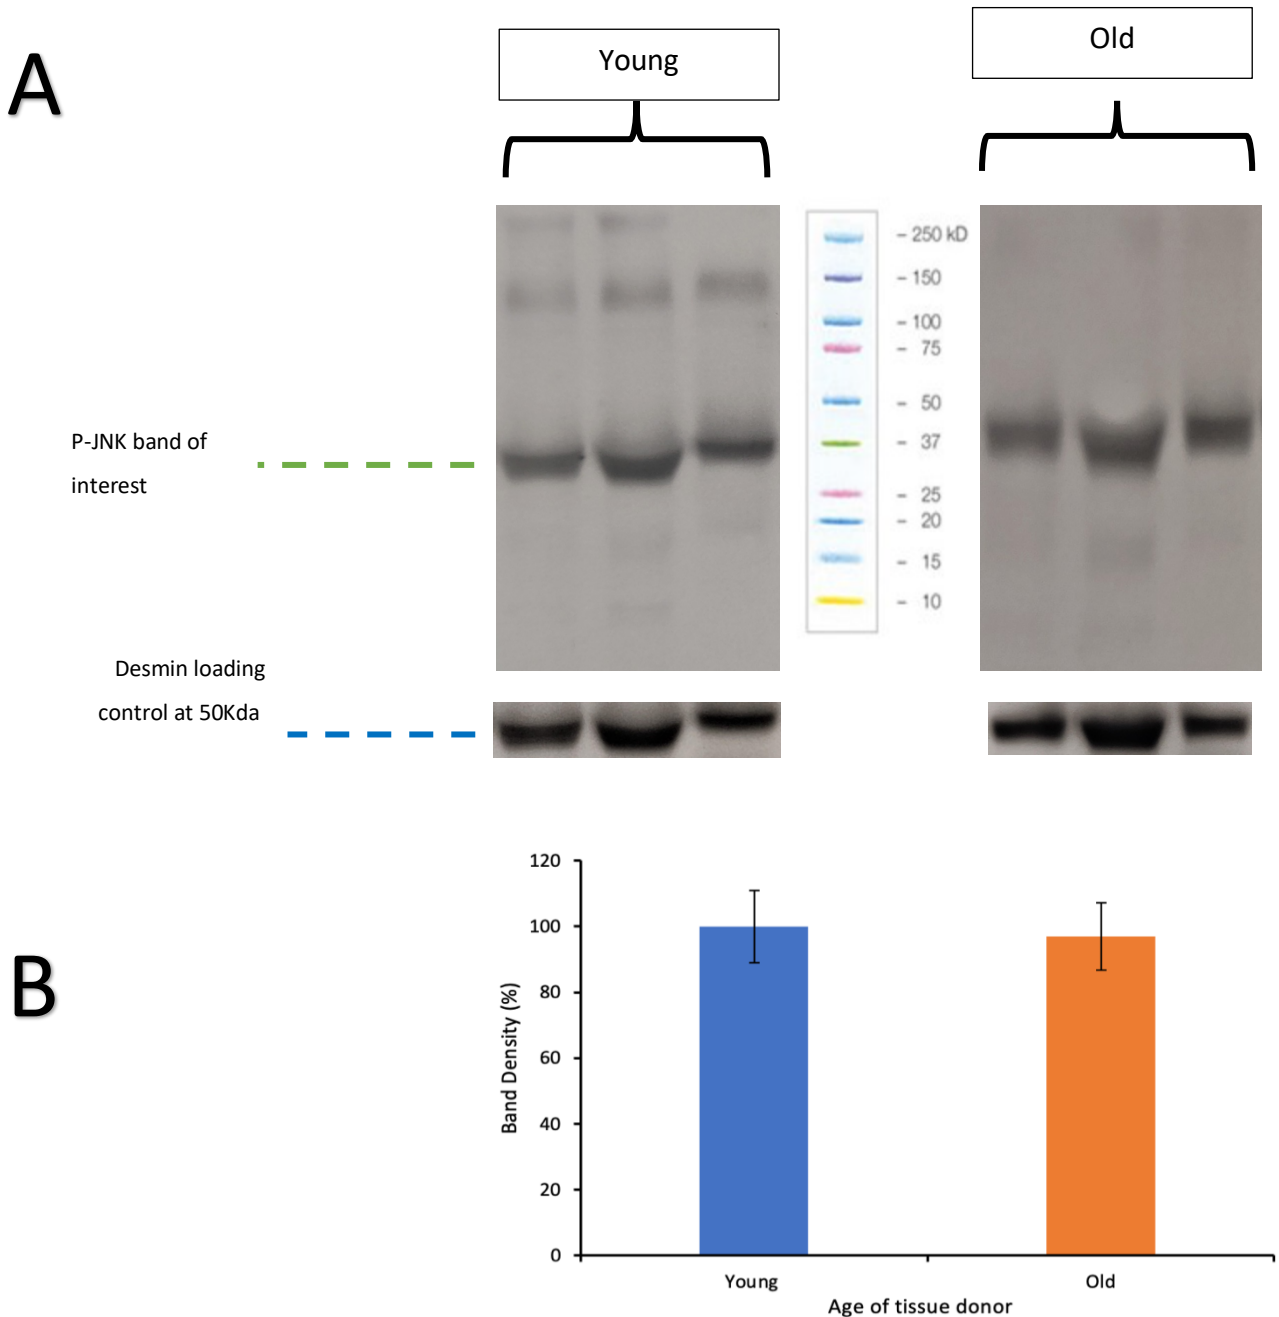 A
Young
Old
– 250 kD
– 150
– 100
– 75
– 50
– 37
– 25
– 20
– 15
– 10
P-JNK band of
interest
Desmin loading
control at 50Kda
B
120
100
80
60
40
20
0
Band Density (%)
Young
Old
Age of tissue donor